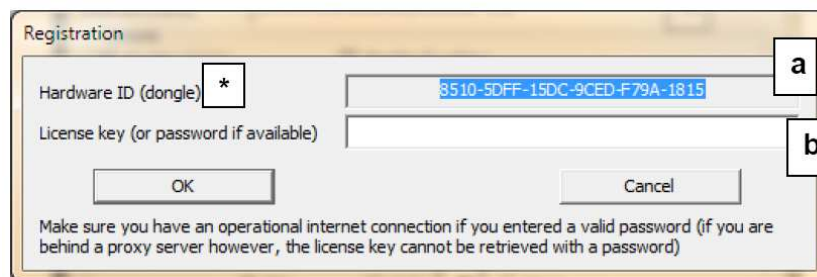 Registration
a
Hardware ID (dongle) *
8510-5DFF-15DC-9CED-F79A-1815
License key (or password if available)
b
OK
Cancel
Make sure you have an operational internet connection if you entered a valid password (if you are
behind a proxy server however, the license key cannot be retrieved with a password)